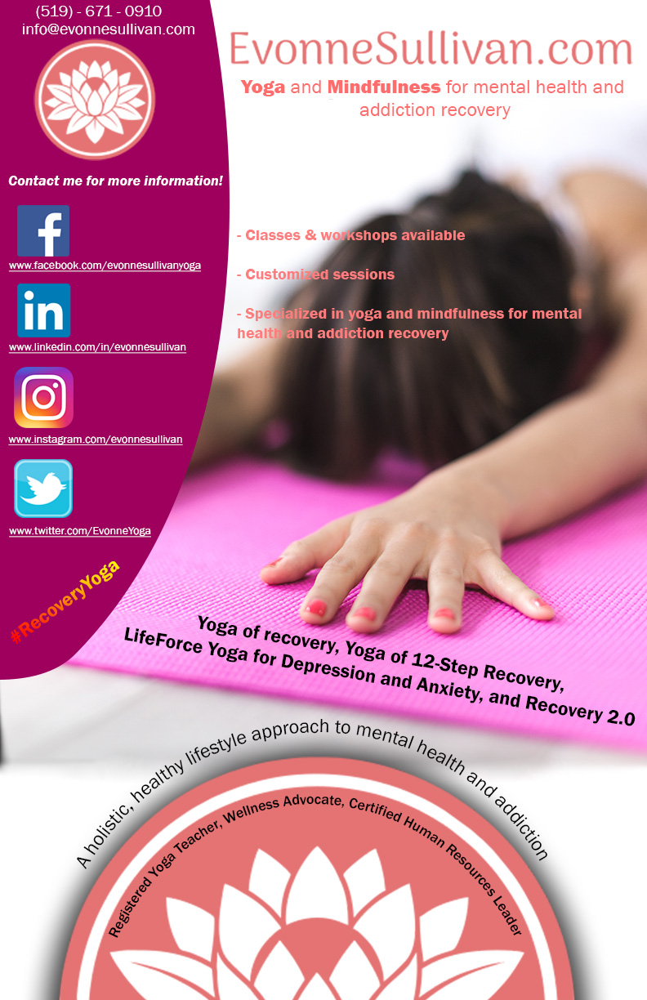 (519) - 671 - 0910
info@evonnesullivan.com
EvonneSullivan.com
Yoga and Mindfulness for mental health and
addiction recovery
Contact me for more information!
www.facebook.com/evonnesullivanyoga
in
www.linkedin.com/in/evonnesullivan
www.instagram.com/evonnesullivan
www.twitter.com/EvonneYoga
#RecoveryYoga
- Classes & workshops available
- Customized sessions
- Specialized in yoga and mindfulness for mental
health and addiction recovery
Yoga of recovery, Yoga of 12-Step Recovery,
LifeForce Yoga for Depression and Anxiety, and Recovery 2.0
A holistic, healthy lifestyle approach to mental health and addiction
Registered Yoga Teacher, Wellness Advocate, Certified Human Resources Leader